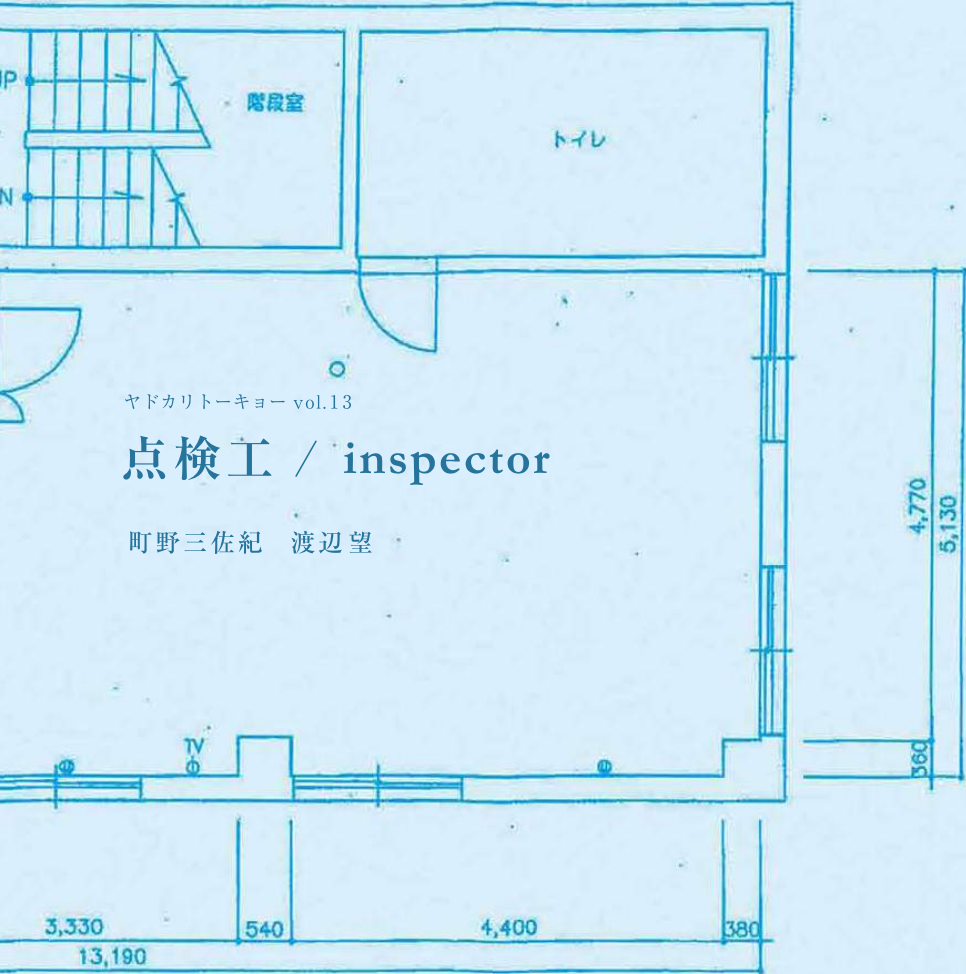 UP
階段室
トイレ
N
ヤドカリトーキョー vol.13
点検工 / inspector
町野三佐紀 渡辺望
4,770
5,130
TV
360
3,330
540
4,400
380
13,190